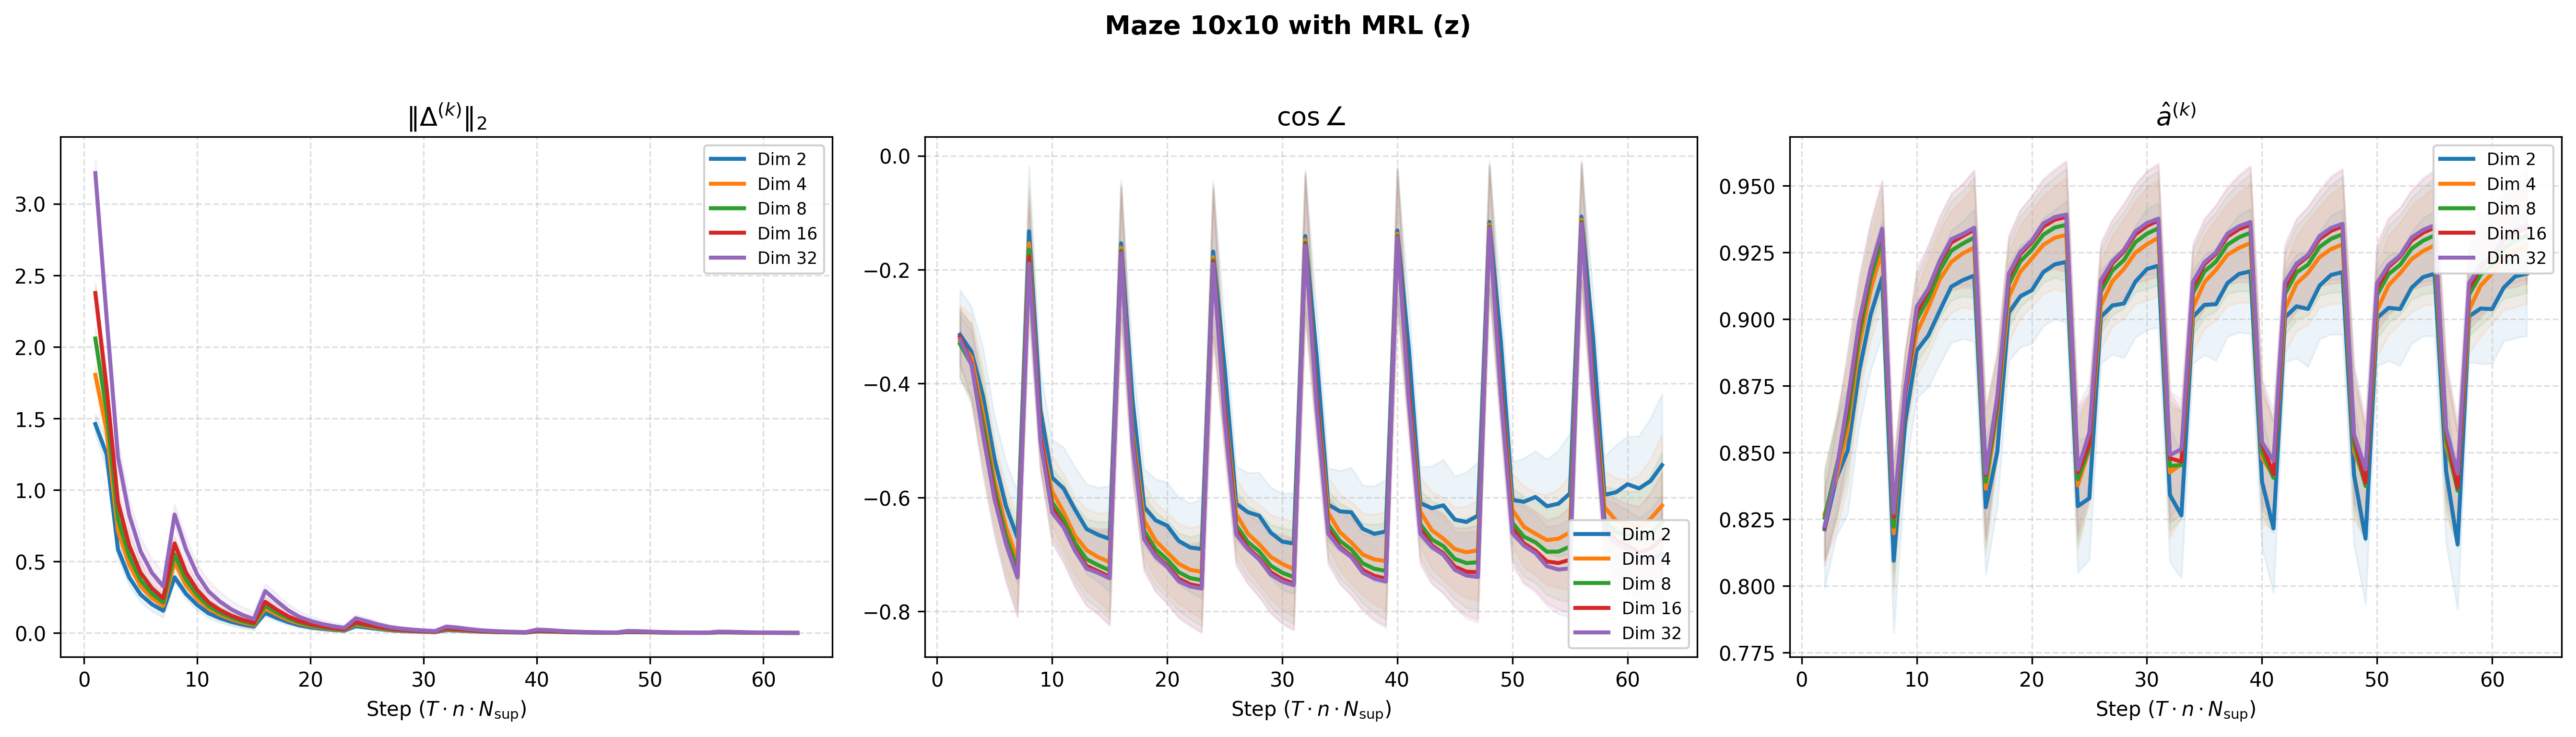 Maze 10x10 with MRL (z)
‖Δ^(k)‖₂
3.0
2.5
2.0
1.5
1.0
0.5
0.0
0 10 20 30 40 50 60
Step (T · n · N_sup)
Dim 2
Dim 4
Dim 8
Dim 16
Dim 32
cos ∠
0.0
−0.2
−0.4
−0.6
−0.8
0 10 20 30 40 50 60
Step (T · n · N_sup)
Dim 2
Dim 4
Dim 8
Dim 16
Dim 32
â^(k)
0.950
0.925
0.900
0.875
0.850
0.825
0.800
0.775
0 10 20 30 40 50 60
Step (T · n · N_sup)
Dim 2
Dim 4
Dim 8
Dim 16
Dim 32